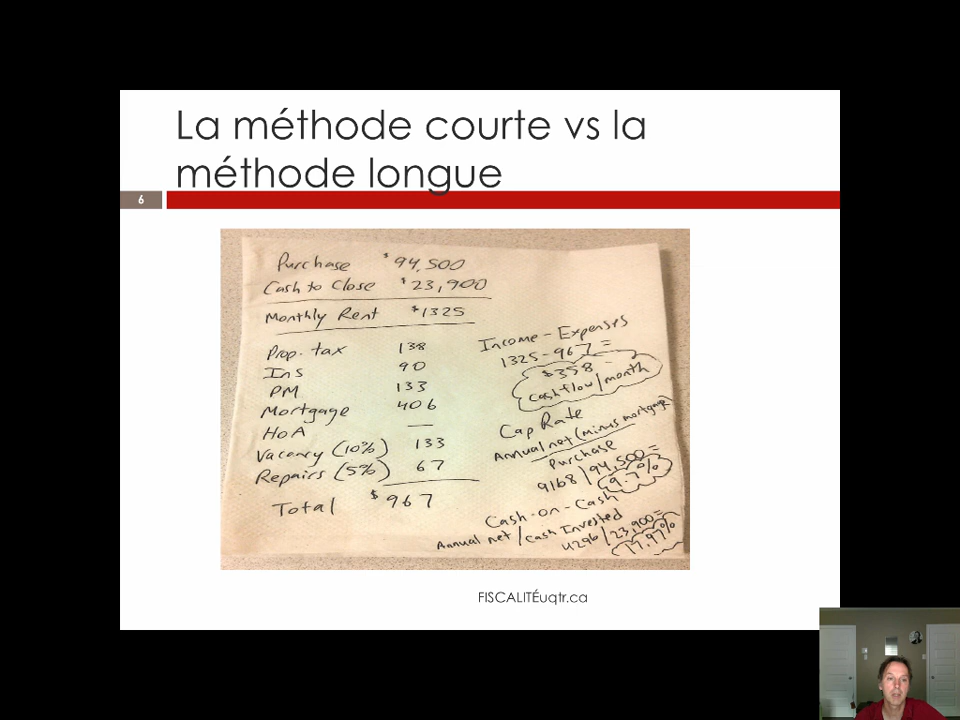 La méthode courte vs la
méthode longue
6
Purchase $94,500
Cash to Close $23,900
Monthly Rent $1325
Prop. tax 138
Ins 90
PM 133
Mortgage 406
HoA —
Vacancy (10%) 133
Repairs (5%) 67
Total $967
Income - Expenses
1325 - 967 =
$358
cashflow/month
Cap Rate
Annual net (minus mortgage)
Purchase
9168/94,500 =
9.7%
Cash-on-Cash
Annual net / Cash Invested
4296/23,900 =
17.97%
FISCALITÉuqtr.ca